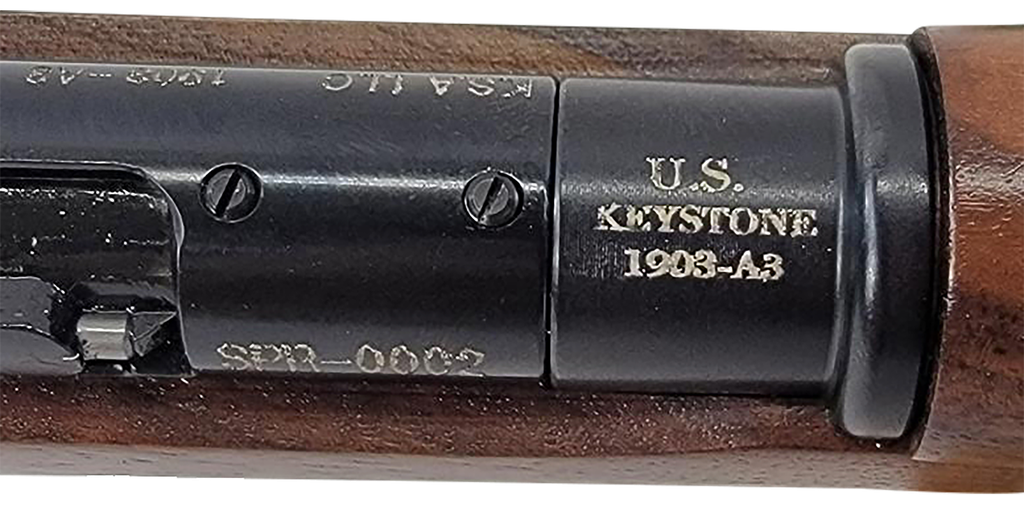 KSA LLC
1903-A3
U.S.
KEYSTONE
1903-A3
SPR-0002